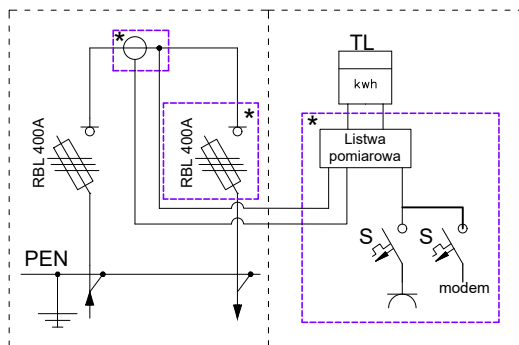 *
TL
kwh
RBL 400A
RBL 400A
*
*
Listwa
pomiarowa
S
S
PEN
modem